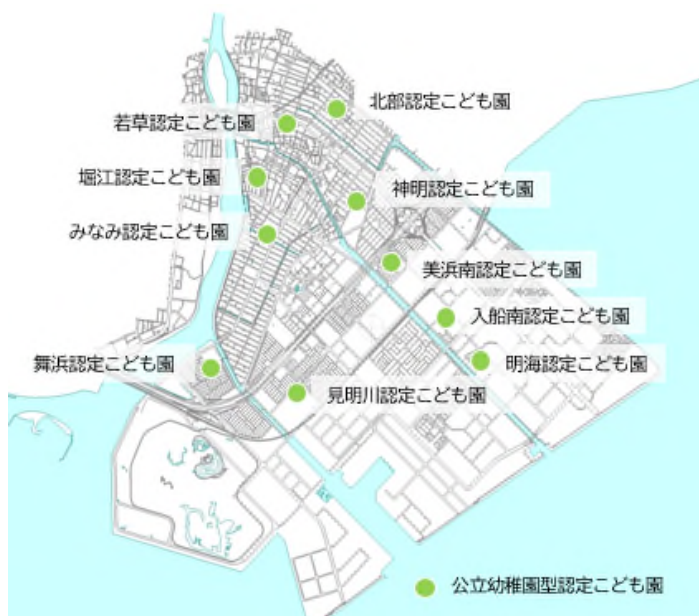 北部認定こども園
若草認定こども園
堀江認定こども園
神明認定こども園
みなみ認定こども園
美浜南認定こども園
入船南認定こども園
舞浜認定こども園
明海認定こども園
見明川認定こども園
公立幼稚園型認定こども園